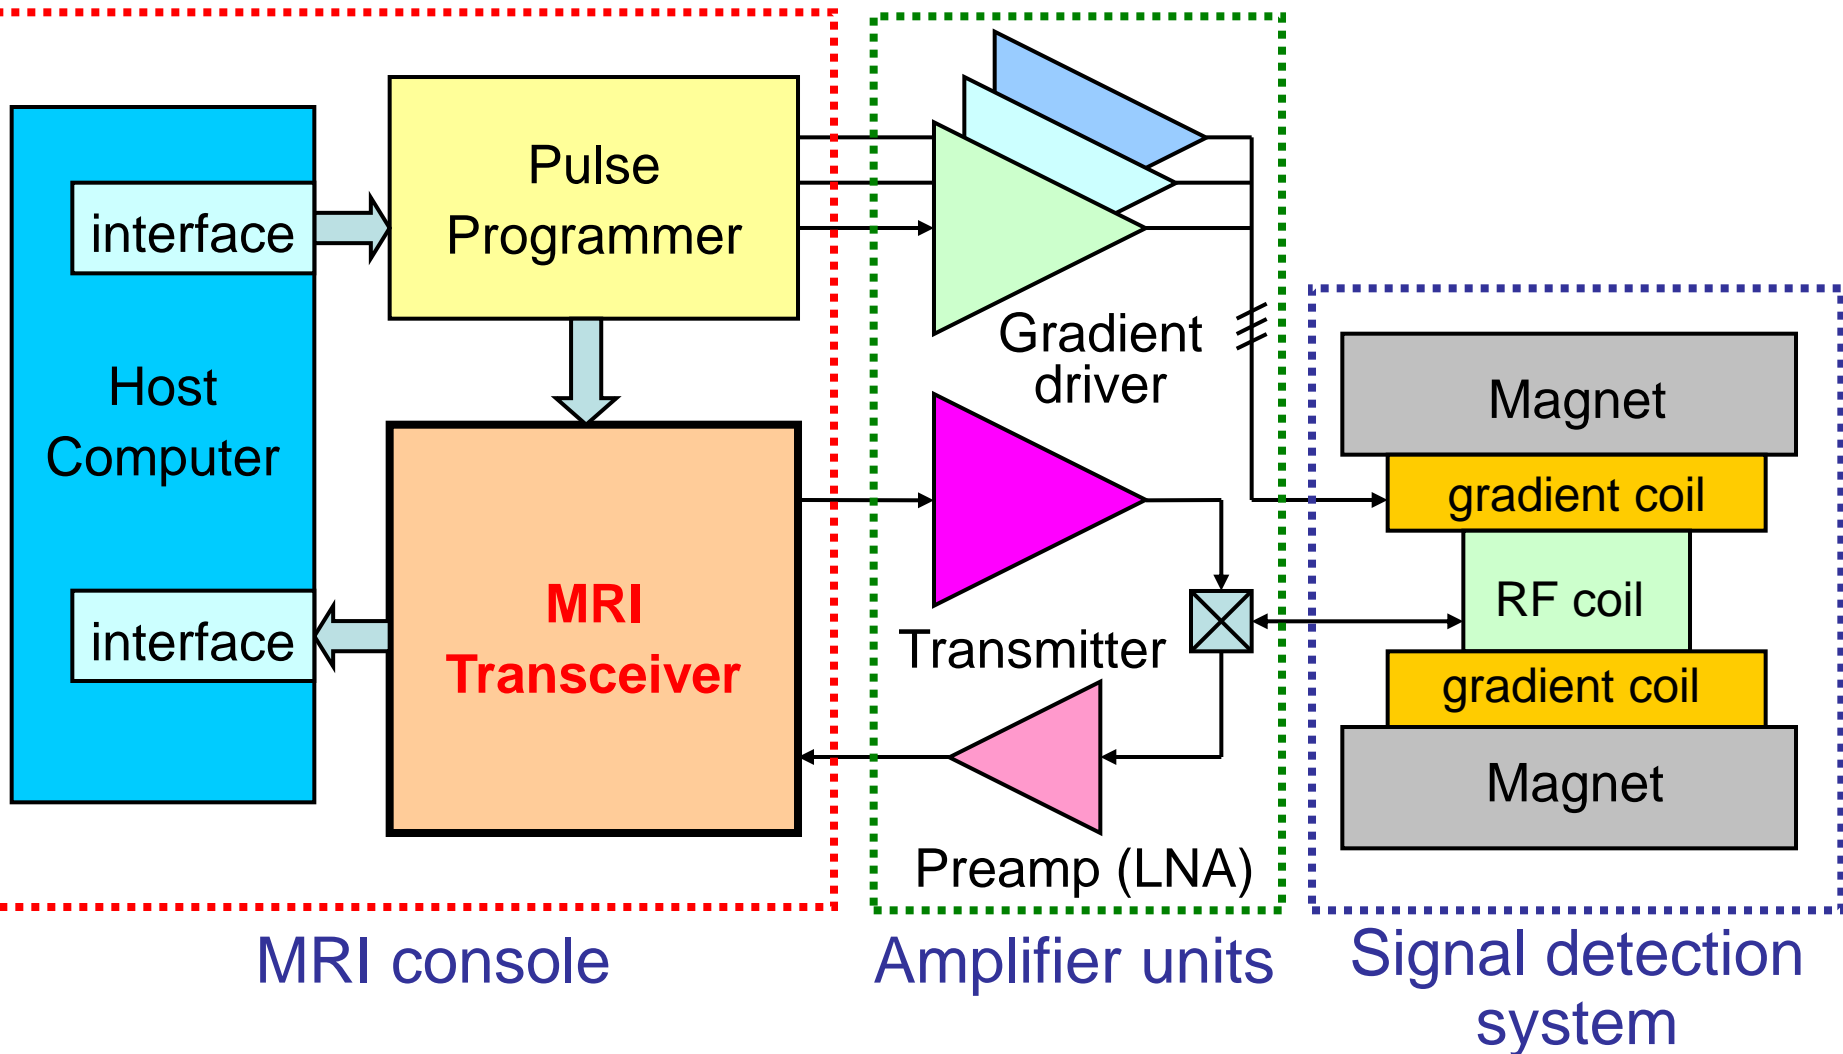 interface
Host
Computer
interface
Pulse
Programmer
MRI
Transceiver
MRI console
Gradient
driver
Transmitter
Preamp (LNA)
Amplifier units
Magnet
gradient coil
RF coil
gradient coil
Magnet
Signal detection
system